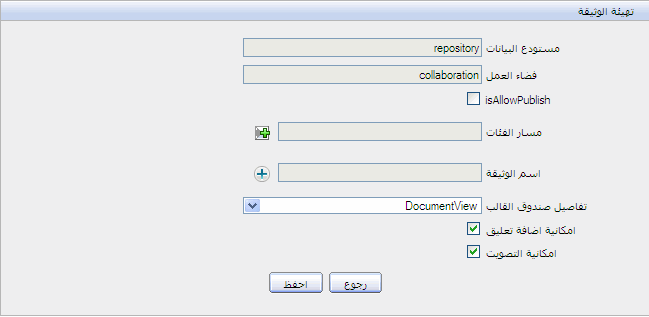 تهيئة الوثيقة
مستودع البيانات repository
فضاء العمل collaboration
isAllowPublish
مسار الفئات
اسم الوثيقة
تفاصيل صندوق القالب DocumentView
امكانية اضافة تعليق
امكانية التصويت
رجوع احفظ